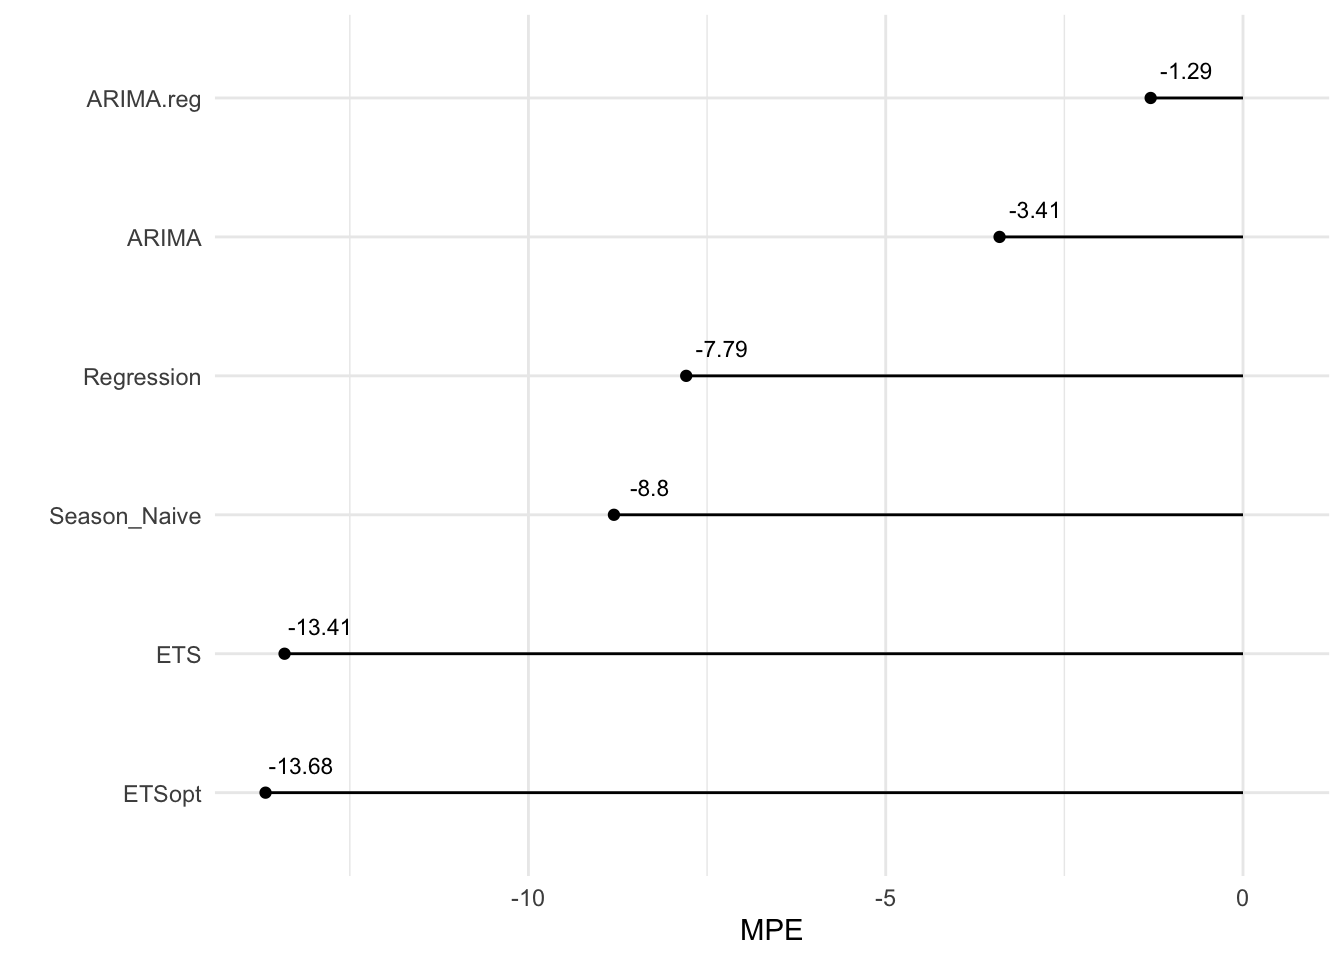 -1.29
ARIMA.reg
-3.41
ARIMA
-7.79
Regression
-8.8
Season_Naive
-13.41
ETS
-13.68
ETSopt
-10 -5 0
MPE